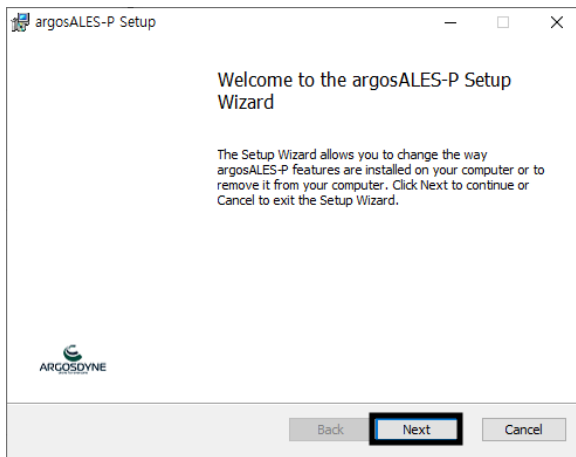 argosALES-P Setup
Welcome to the argosALES-P Setup
Wizard
The Setup Wizard allows you to change the way
argosALES-P features are installed on your computer or to
remove it from your computer. Click Next to continue or
Cancel to exit the Setup Wizard.
ARGOSDYNE
Back
Next
Cancel